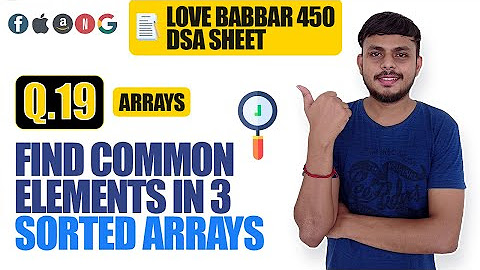 LOVE BABBAR 450
DSA SHEET
Q.19
ARRAYS
FIND COMMON
ELEMENTS IN 3
SORTED ARRAYS